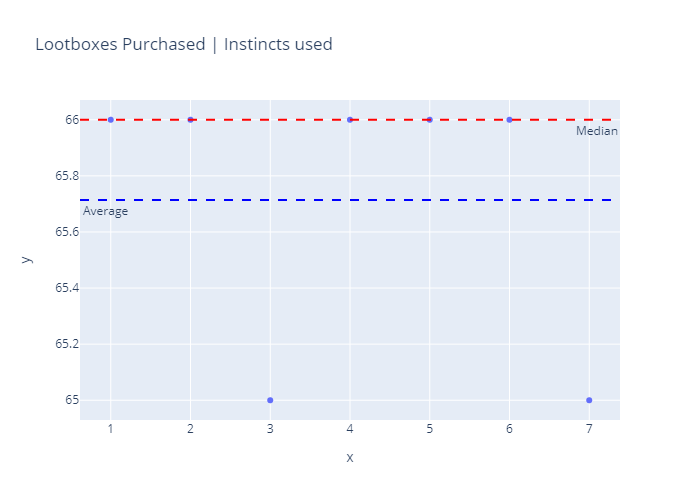 Lootboxes Purchased | Instincts used
66
Median
65.8
Average
65.6
y
65.4
65.2
65
1 2 3 4 5 6 7
x